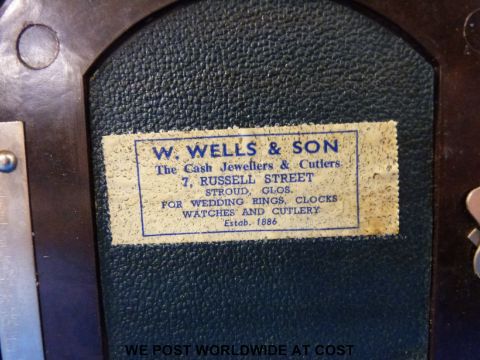 W. WELLS & SON
The Cash Jewellers & Cutlers
7, RUSSELL STREET
STROUD, GLOS.
FOR WEDDING RINGS, CLOCKS
WATCHES AND CUTLERY
Estab. 1886
WE POST WORLDWIDE AT COST